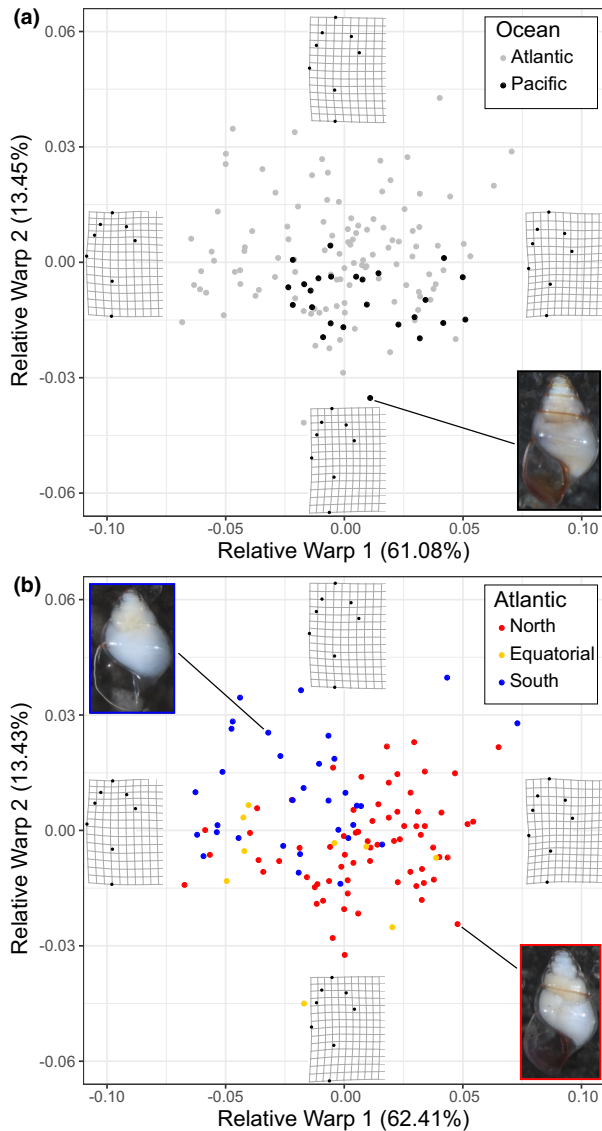 (a)
0.06
0.03
0.00
-0.03
-0.06
Relative Warp 2 (13.45%)
Ocean
Atlantic
Pacific
-0.10
-0.05
0.00
0.05
0.10
Relative Warp 1 (61.08%)
(b)
0.06
0.03
0.00
-0.03
-0.06
Relative Warp 2 (13.43%)
Atlantic
North
Equatorial
South
-0.10
-0.05
0.00
0.05
0.10
Relative Warp 1 (62.41%)